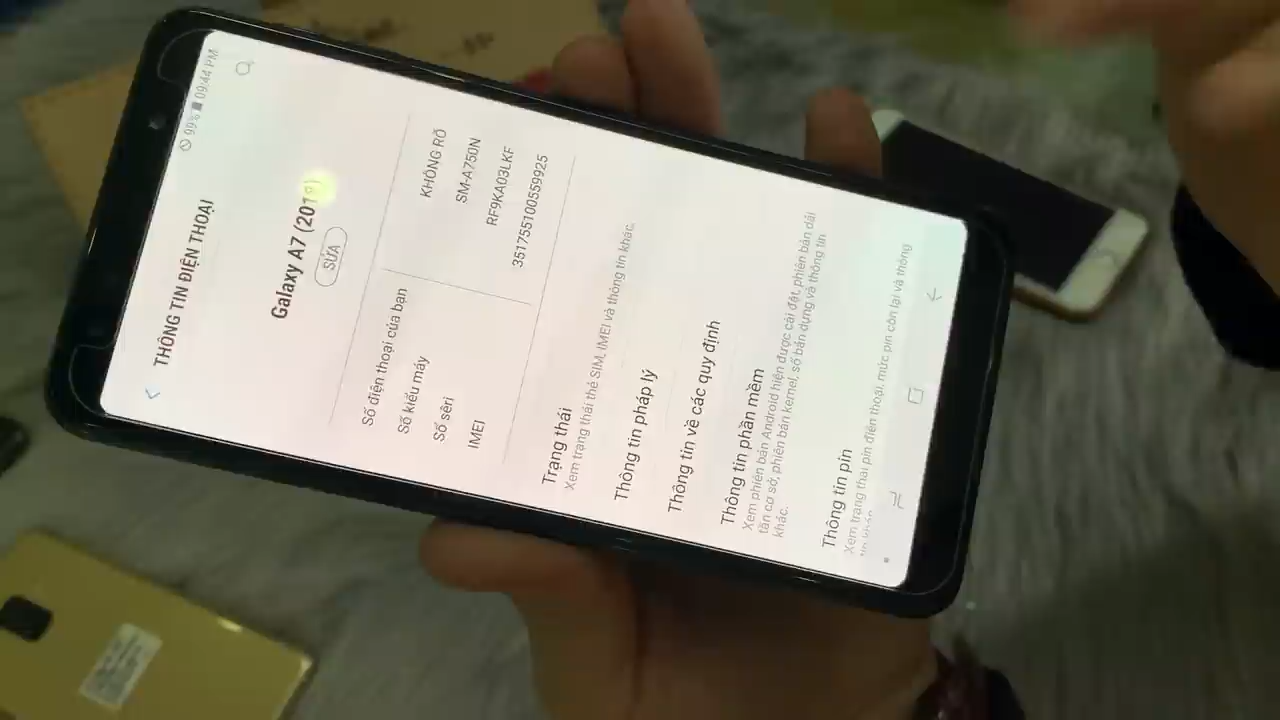 99% 09:44 PM
THÔNG TIN ĐIỆN THOẠI
Galaxy A7 (2018)
SỬA
Số điện thoại của bạn KHÔNG RÕ
Số kiểu máy SM-A750N
Số sêri RF9KA03LKF
IMEI 351755100559925
Trạng thái
Xem trạng thái thẻ SIM, IMEI và thông tin khác.
Thông tin pháp lý
Thông tin về các quy định
Thông tin phần mềm
Xem phiên bản Android hiện được cài đặt, phiên bản dải
tần cơ sở, phiên bản kernel, số bản dựng và thông tin
khác.
Thông tin pin
Xem trạng thái pin điện thoại, mức pin còn lại và thông
tin khác.